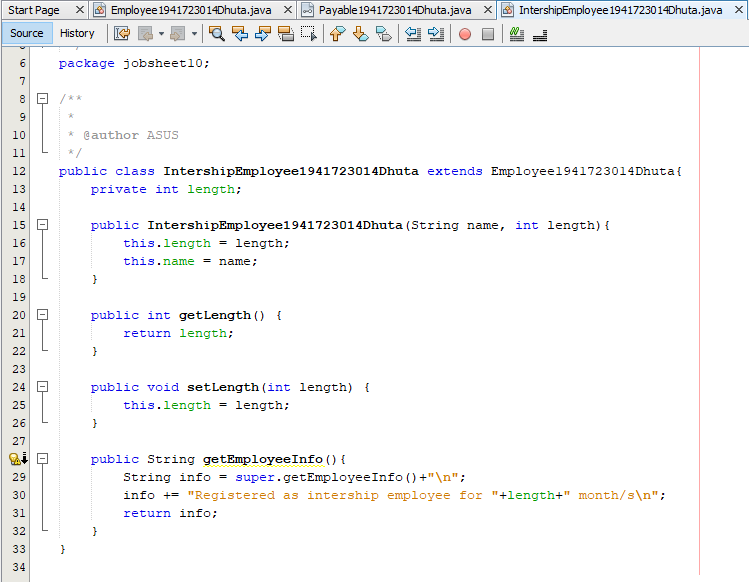 Start Page Employee1941723014Dhuta.java Payable1941723014Dhuta.java IntershipEmployee1941723014Dhuta.java
Source History
6 package jobsheet10;
7
8 /**
9 *
10 * @author ASUS
11 */
12 public class IntershipEmployee1941723014Dhuta extends Employee1941723014Dhuta{
13 private int length;
14
15 public IntershipEmployee1941723014Dhuta(String name, int length){
16 this.length = length;
17 this.name = name;
18 }
19
20 public int getLength() {
21 return length;
22 }
23
24 public void setLength(int length) {
25 this.length = length;
26 }
27
public String getEmployeeInfo(){
29 String info = super.getEmployeeInfo()+"\n";
30 info += "Registered as intership employee for "+length+" month/s\n";
31 return info;
32 }
33 }
34